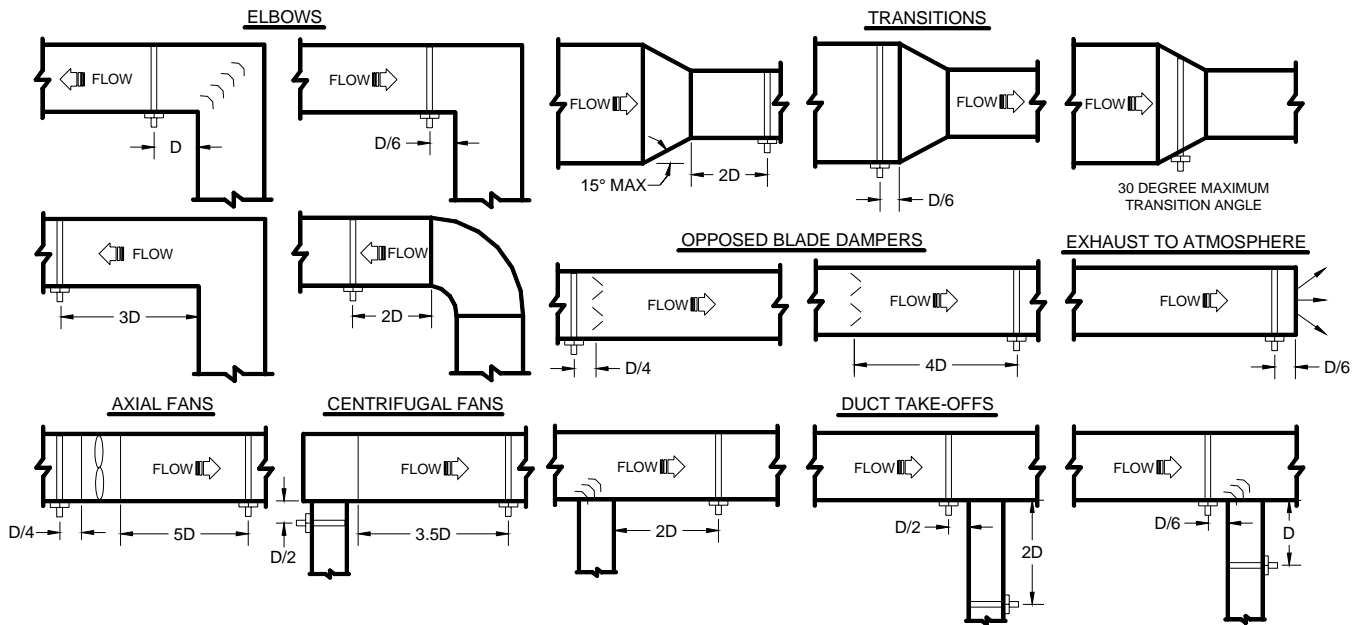 ELBOWS
TRANSITIONS
FLOW
D
FLOW
D/6
FLOW
15° MAX
2D
FLOW
D/6
FLOW
30 DEGREE MAXIMUM
TRANSITION ANGLE
FLOW
3D
FLOW
2D
OPPOSED BLADE DAMPERS
EXHAUST TO ATMOSPHERE
FLOW
D/4
FLOW
4D
FLOW
D/6
AXIAL FANS
CENTRIFUGAL FANS
DUCT TAKE-OFFS
FLOW
D/4
5D
FLOW
D/2
3.5D
FLOW
2D
FLOW
D/2
2D
FLOW
D/6
D